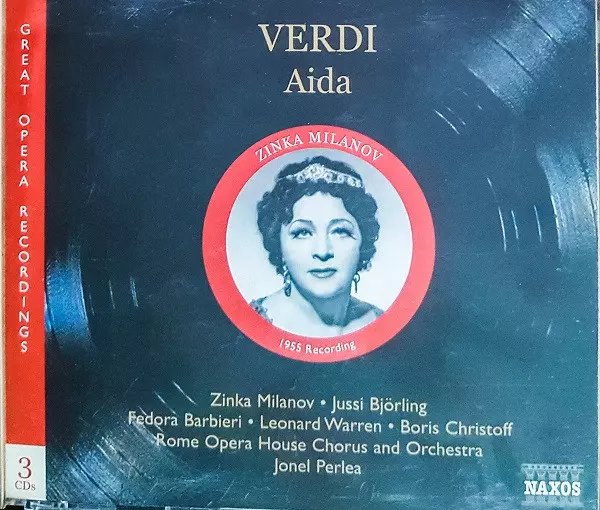 GREAT OPERA RECORDINGS
VERDI
Aida
ZINKA MILANOV
1955 Recording
Zinka Milanov • Jussi Björling
Fedora Barbieri • Leonard Warren • Boris Christoff
Rome Opera House Chorus and Orchestra
Jonel Perlea
3
CDs
NAXOS